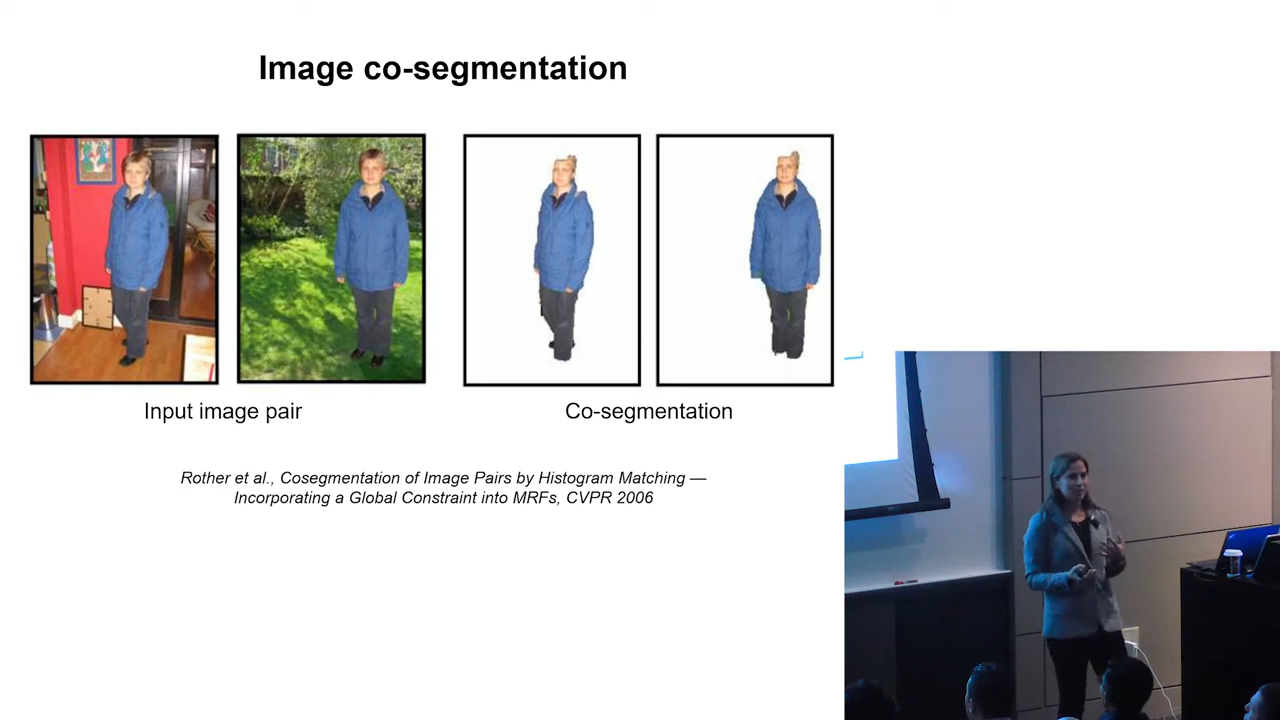 Image co-segmentation
Input image pair
Co-segmentation
Rother et al., Cosegmentation of Image Pairs by Histogram Matching —
Incorporating a Global Constraint into MRFs, CVPR 2006